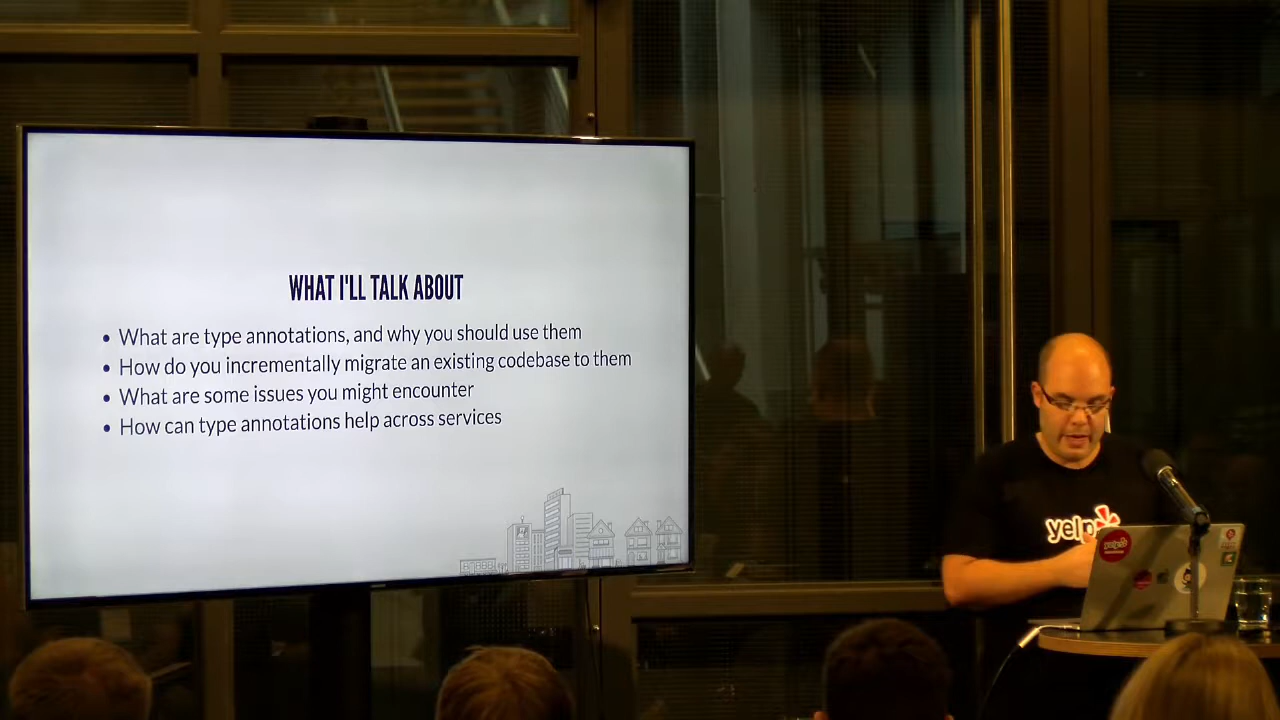 WHAT I'LL TALK ABOUT
• What are type annotations, and why you should use them
• How do you incrementally migrate an existing codebase to them
• What are some issues you might encounter
• How can type annotations help across services
yelp
yelp